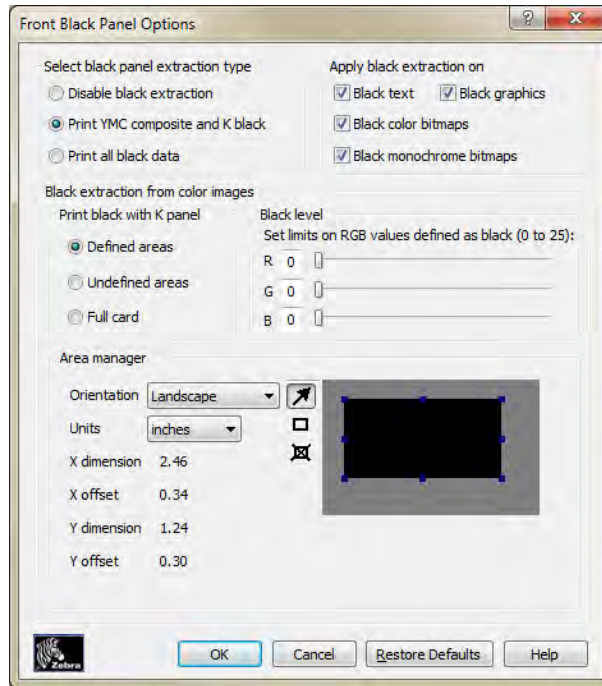 Front Black Panel Options
Select black panel extraction type
Disable black extraction
Print YMC composite and K black
Print all black data
Apply black extraction on
Black text
Black graphics
Black color bitmaps
Black monochrome bitmaps
Black extraction from color images
Print black with K panel
Defined areas
Undefined areas
Full card
Black level
Set limits on RGB values defined as black (0 to 25):
R 0
G 0
B 0
Area manager
Orientation Landscape
Units inches
X dimension 2.46
X offset 0.34
Y dimension 1.24
Y offset 0.30
Zebra
OK
Cancel
Restore Defaults
Help